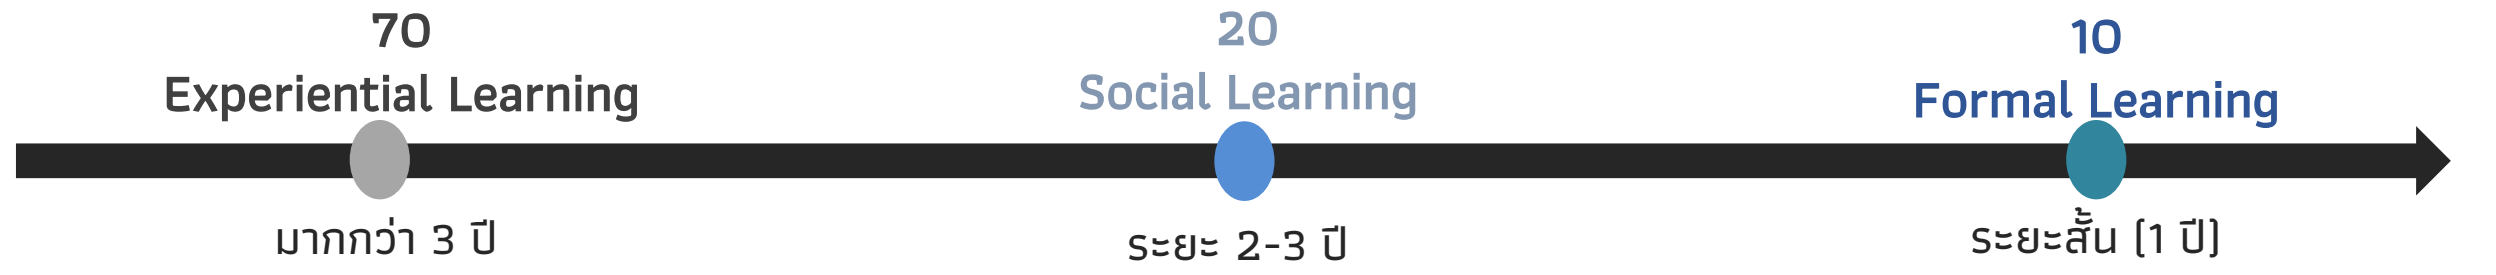 70
Experiential Learning
มากกว่า 3 ปี
20
Social Learning
ระยะ 2-3 ปี
10
Formal Learning
ระยะสั้น (1 ปี)